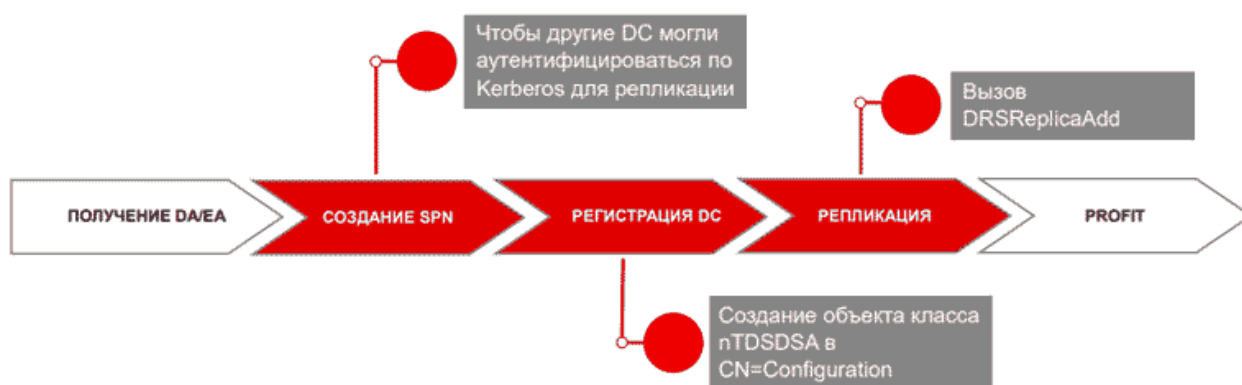 Чтобы другие DC могли
аутентифицироваться по
Kerberos для репликации
Вызов
DRSReplicaAdd
ПОЛУЧЕНИЕ DA/EA
СОЗДАНИЕ SPN
РЕГИСТРАЦИЯ DC
РЕПЛИКАЦИЯ
PROFIT
Создание объекта класса
nTDSDSA в
CN=Configuration